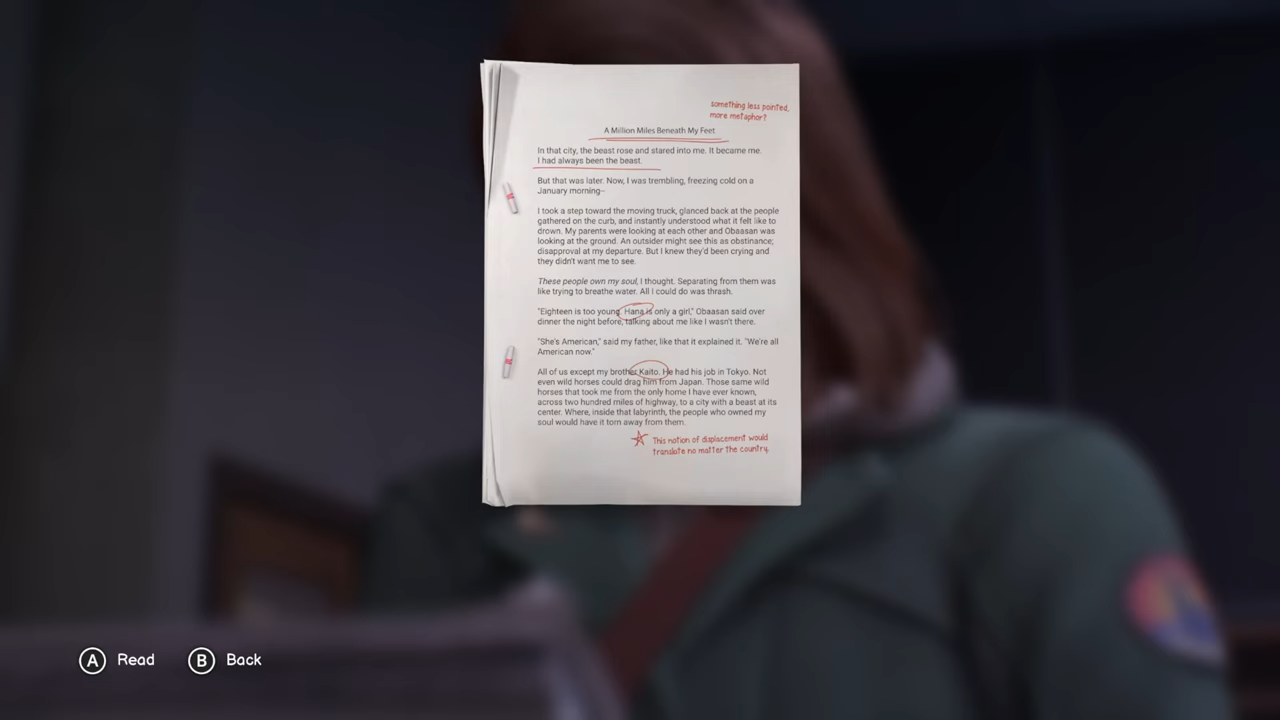 something less pointed,
more metaphor?
A Million Miles Beneath My Feet
In that city, the beast rose and stared into me. It became me.
I had always been the beast.
But that was later. Now, I was trembling, freezing cold on a
January morning–
I took a step toward the moving truck, glanced back at the people
gathered on the curb, and instantly understood what it felt like to
drown. My parents were looking at each other and Obaasan was
looking at the ground. An outsider might see this as obstinance;
disapproval at my departure. But I knew they'd been crying and
they didn't want me to see.
These people own my soul, I thought. Separating from them was
like trying to breathe water. All I could do was thrash.
"Eighteen is too young. Hana is only a girl," Obaasan said over
dinner the night before, talking about me like I wasn't there.
"She's American," said my father, like that it explained it. "We're all
American now."
All of us except my brother Kaito. He had his job in Tokyo. Not
even wild horses could drag him from Japan. Those same wild
horses that took me from the only home I have ever known,
across two hundred miles of highway, to a city with a beast at its
center. Where, inside that labyrinth, the people who owned my
soul would have it torn away from them.
This notion of displacement would
translate no matter the country.
A Read
B Back